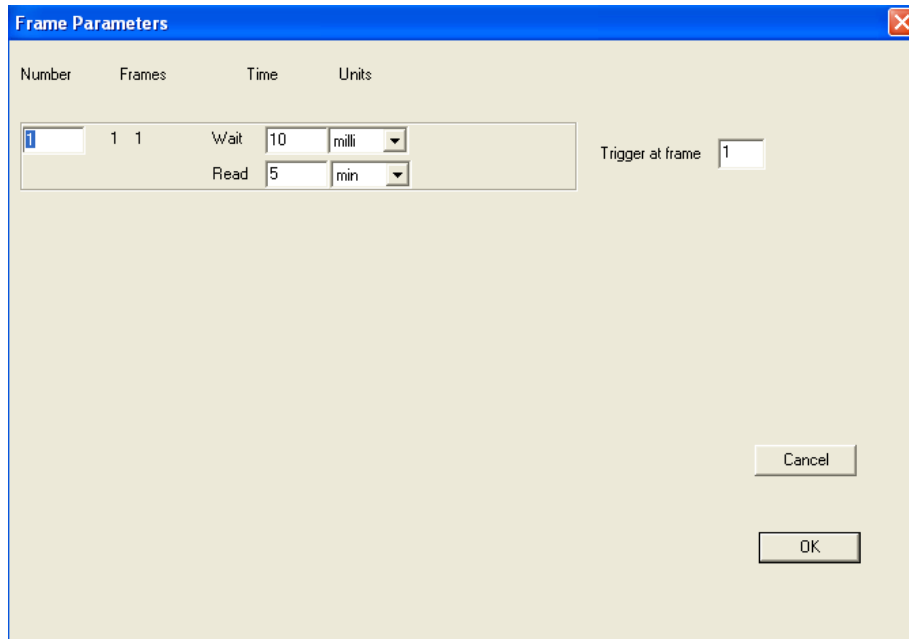 Frame Parameters
Number Frames Time Units
1 1 1 Wait 10 milli
Trigger at frame 1
Read 5 min
Cancel
OK